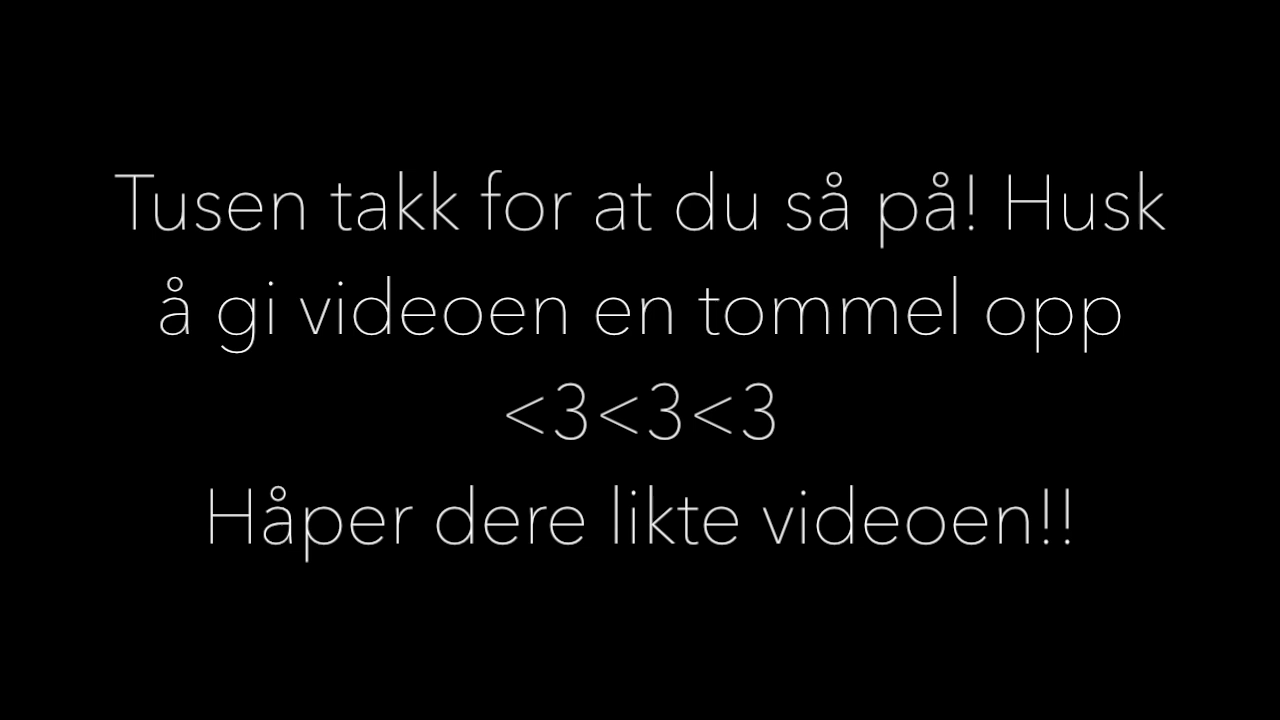 Tusen takk for at du så på! Husk
å gi videoen en tommel opp
<3<3<3
Håper dere likte videoen!!